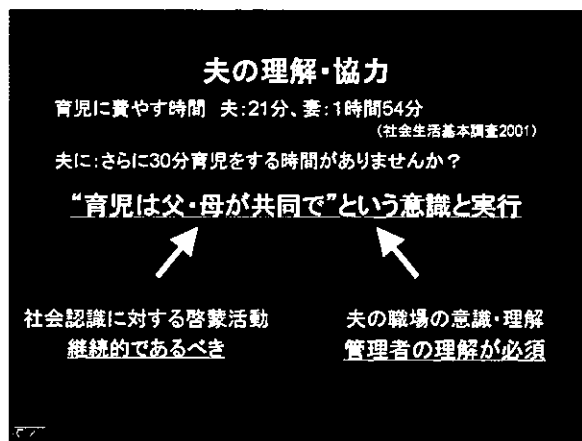 夫の理解・協力
育児に費やす時間 夫:21分、妻:1時間54分
(社会生活基本調査2001)
夫に:さらに30分育児をする時間がありませんか?
“育児は父・母が共同で”という意識と実行
社会認識に対する啓蒙活動
継続的であるべき
夫の職場の意識・理解
管理者の理解が必須